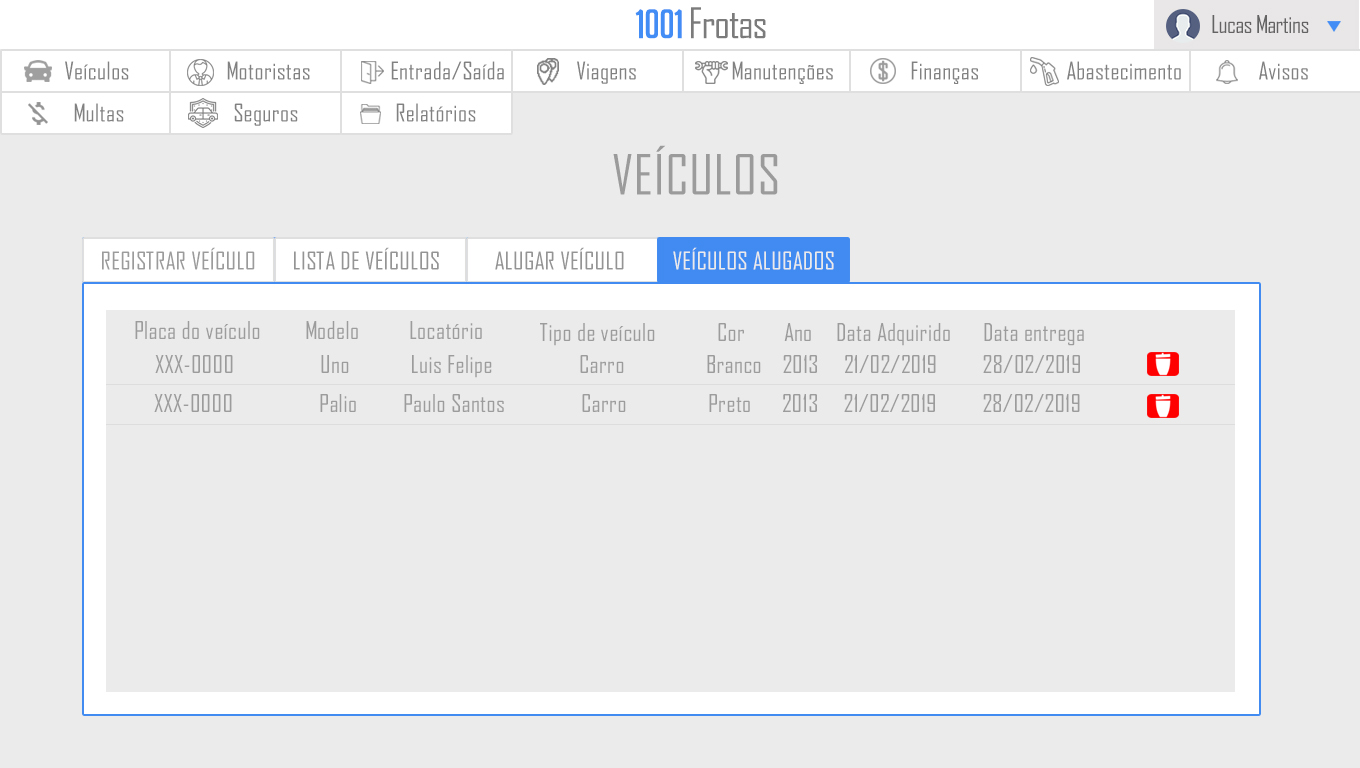 1001 Frotas
Lucas Martins
Veículos Motoristas Entrada/Saída Viagens Manutenções Finanças Abastecimento Avisos
Multas Seguros Relatórios
VEÍCULOS
REGISTRAR VEÍCULO LISTA DE VEÍCULOS ALUGAR VEÍCULO VEÍCULOS ALUGADOS
Placa do veículo Modelo Locatório Tipo de veículo Cor Ano Data Adquirido Data entrega
XXX-0000 Uno Luis Felipe Carro Branco 2013 21/02/2019 28/02/2019
XXX-0000 Palio Paulo Santos Carro Preto 2013 21/02/2019 28/02/2019